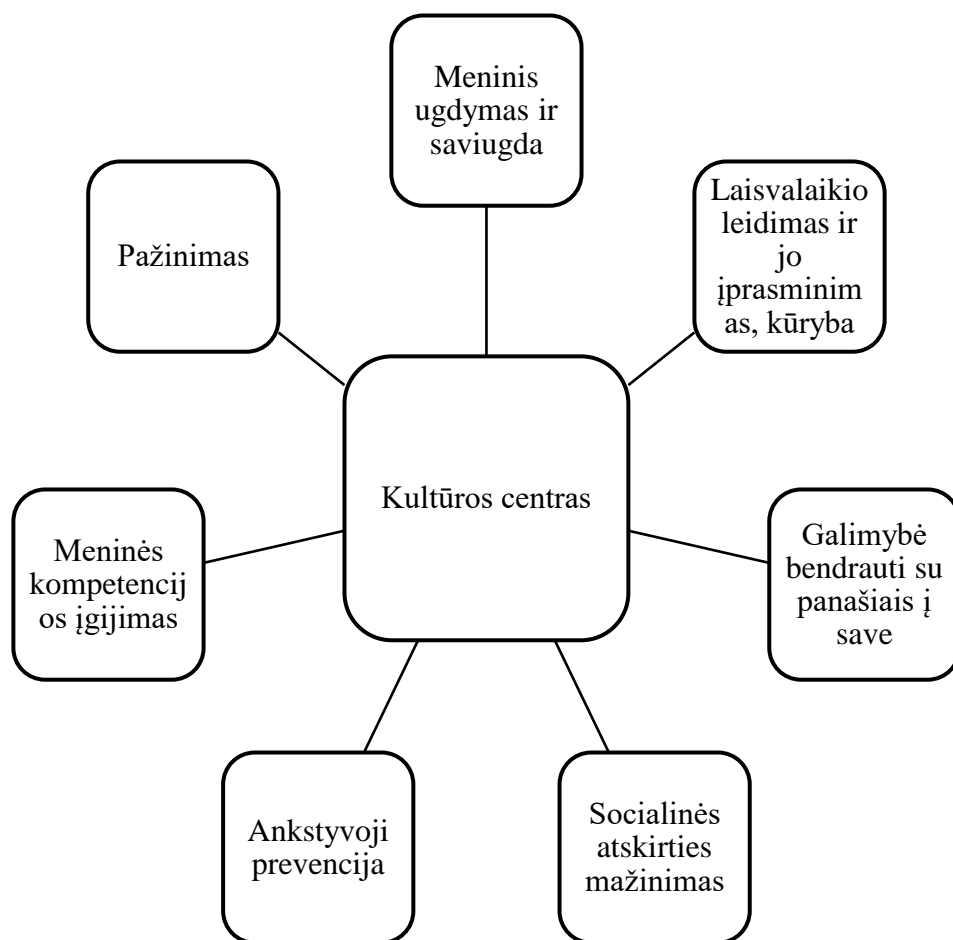 Meninis
ugdymas ir
saviugda
Laisvalaikio
leidimas ir
jo
įprasminim
as, kūryba
Pažinimas
Kultūros centras
Galimybė
bendrauti su
panašiais į
save
Meninės
kompetencij
os įgijimas
Socialinės
atskirties
mažinimas
Ankstyvoji
prevencija